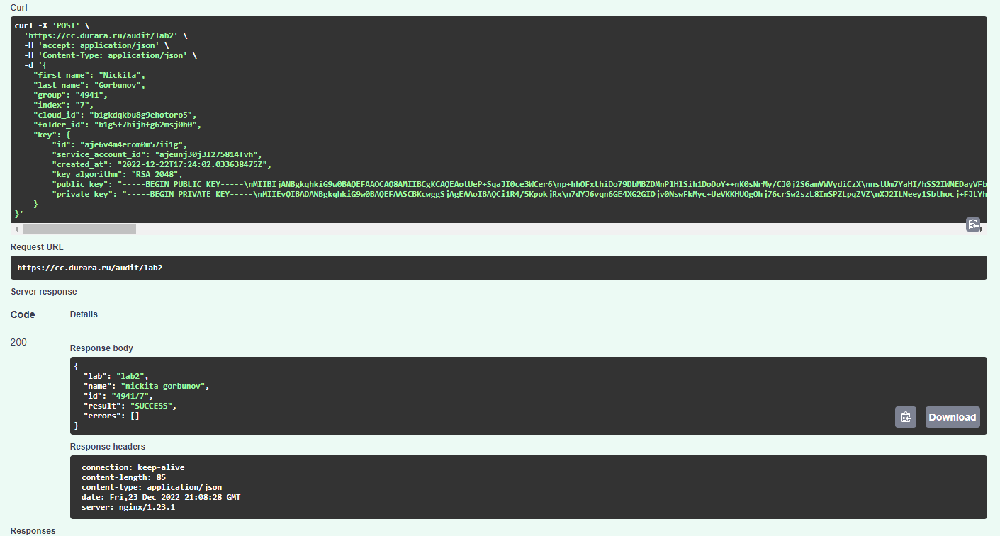 Curl
curl -X 'POST' \
  'https://cc.durara.ru/audit/lab2' \
  -H 'accept: application/json' \
  -H 'Content-Type: application/json' \
  -d '{
    "first_name": "Nickita",
    "last_name": "Gorbunov",
    "group": "4941",
    "index": "7",
    "cloud_id": "b1gkdqkbu8g9ehotoro5",
    "folder_id": "b1g5f7hijhfg62msj0h0",
    "key": {
        "id": "aje6v4m4erom0m57ii1g",
        "service_account_id": "ajeunj30j3l275814fvh",
        "created_at": "2022-12-22T17:24:02.033638475Z",
        "key_algorithm": "RSA_2048",
        "public_key": "-----BEGIN PUBLIC KEY-----\nMIIBIjANBgkqhkiG9w0BAQEFAAOCAQ8AMIIBCgKCAQEAotUeP+SqaJI0ce3WCer6\np+hhOFxthiDo79DbMBZDMnPlHlSih1DoDoY++nK0sNrMy/CJ0j2S6amVWVydiCzX\nnstUm7YaHI/hSS2IWMEDayVFb
        "private_key": "-----BEGIN PRIVATE KEY-----\nMIIEvQIBADANBgkqhkiG9w0BAQEFAASCBKcwggSjAgEAAoIBAQCi1R4/5KpokjRx\n7dYJ6vqn6GE4XG2GIOjv0NswFkMyc+UeVKKHUOgOhj76crSw2szL8InSPZLpqZVZ\nXJ2ILNeey1Sbthocj+FJLYh
    }
}'
Request URL
https://cc.durara.ru/audit/lab2
Server response
Code Details
200
Response body
{
  "lab": "lab2",
  "name": "nickita gorbunov",
  "id": "4941/7",
  "result": "SUCCESS",
  "errors": []
}
Download
Response headers
connection: keep-alive
content-length: 85
content-type: application/json
date: Fri,23 Dec 2022 21:08:28 GMT
server: nginx/1.23.1
Responses